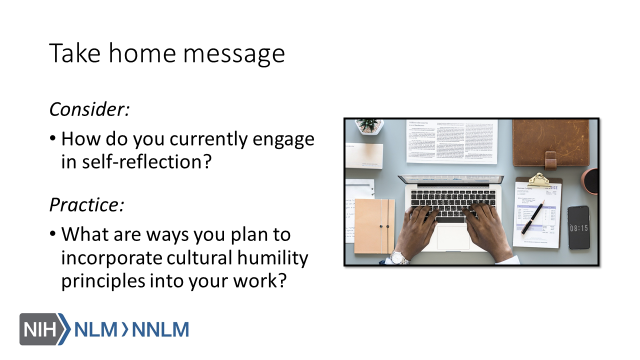 Take home message
Consider:
• How do you currently engage
in self-reflection?
Practice:
• What are ways you plan to
incorporate cultural humility
principles into your work?
08:15
NIH NLM NNLM